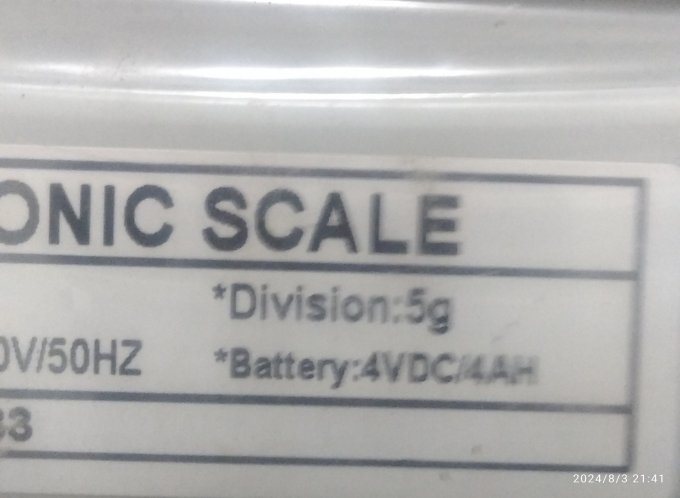 ONIC SCALE
*Division:5g
0V/50HZ *Battery:4VDC/4AH
33
2024/8/3 21:41